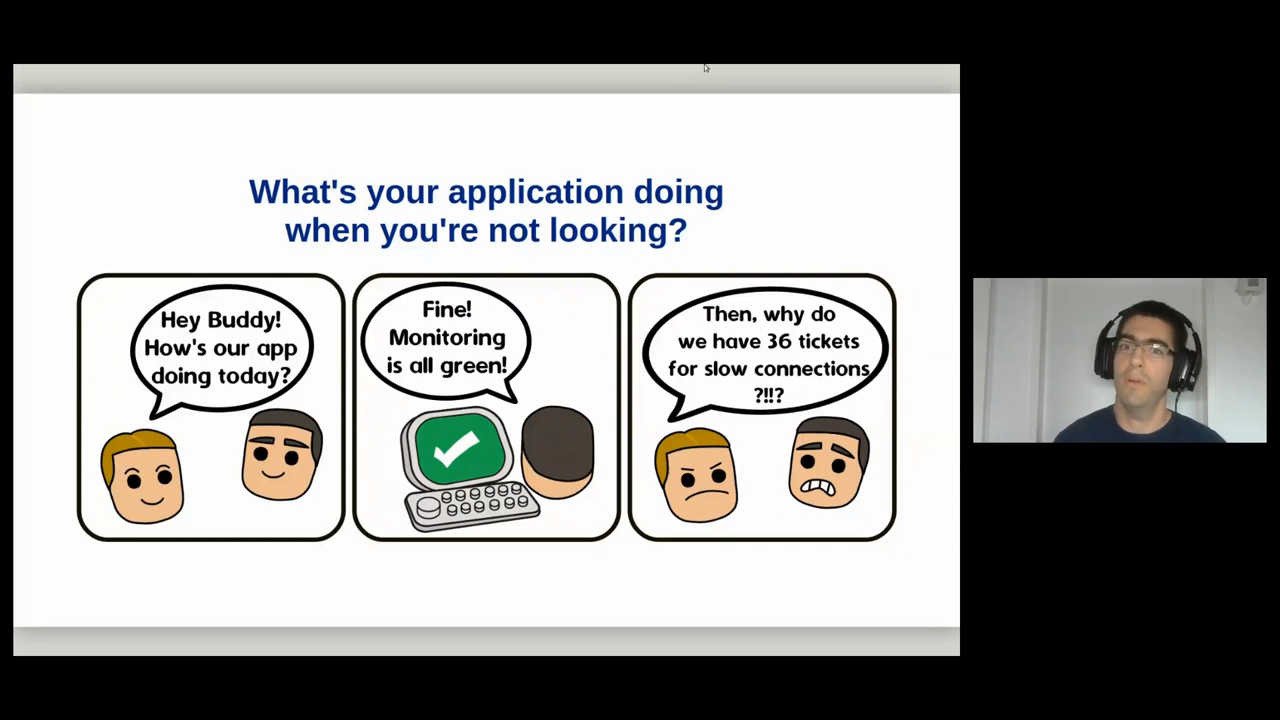 What's your application doing
when you're not looking?
Hey Buddy!
How's our app
doing today?
Fine!
Monitoring
is all green!
Then, why do
we have 36 tickets
for slow connections
?!!?